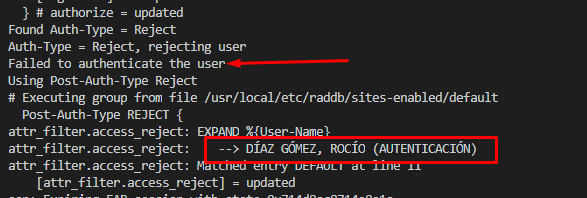 } # authorize = updated
Found Auth-Type = Reject
Auth-Type = Reject, rejecting user
Failed to authenticate the user
Using Post-Auth-Type Reject
# Executing group from file /usr/local/etc/raddb/sites-enabled/default
Post-Auth-Type REJECT {
attr_filter.access_reject: EXPAND %{User-Name}
attr_filter.access_reject: --> DÍAZ GÓMEZ, ROCÍO (AUTENTICACIÓN)
attr_filter.access_reject: Matched entry DEFAULT at line 11
[attr_filter.access_reject] = updated